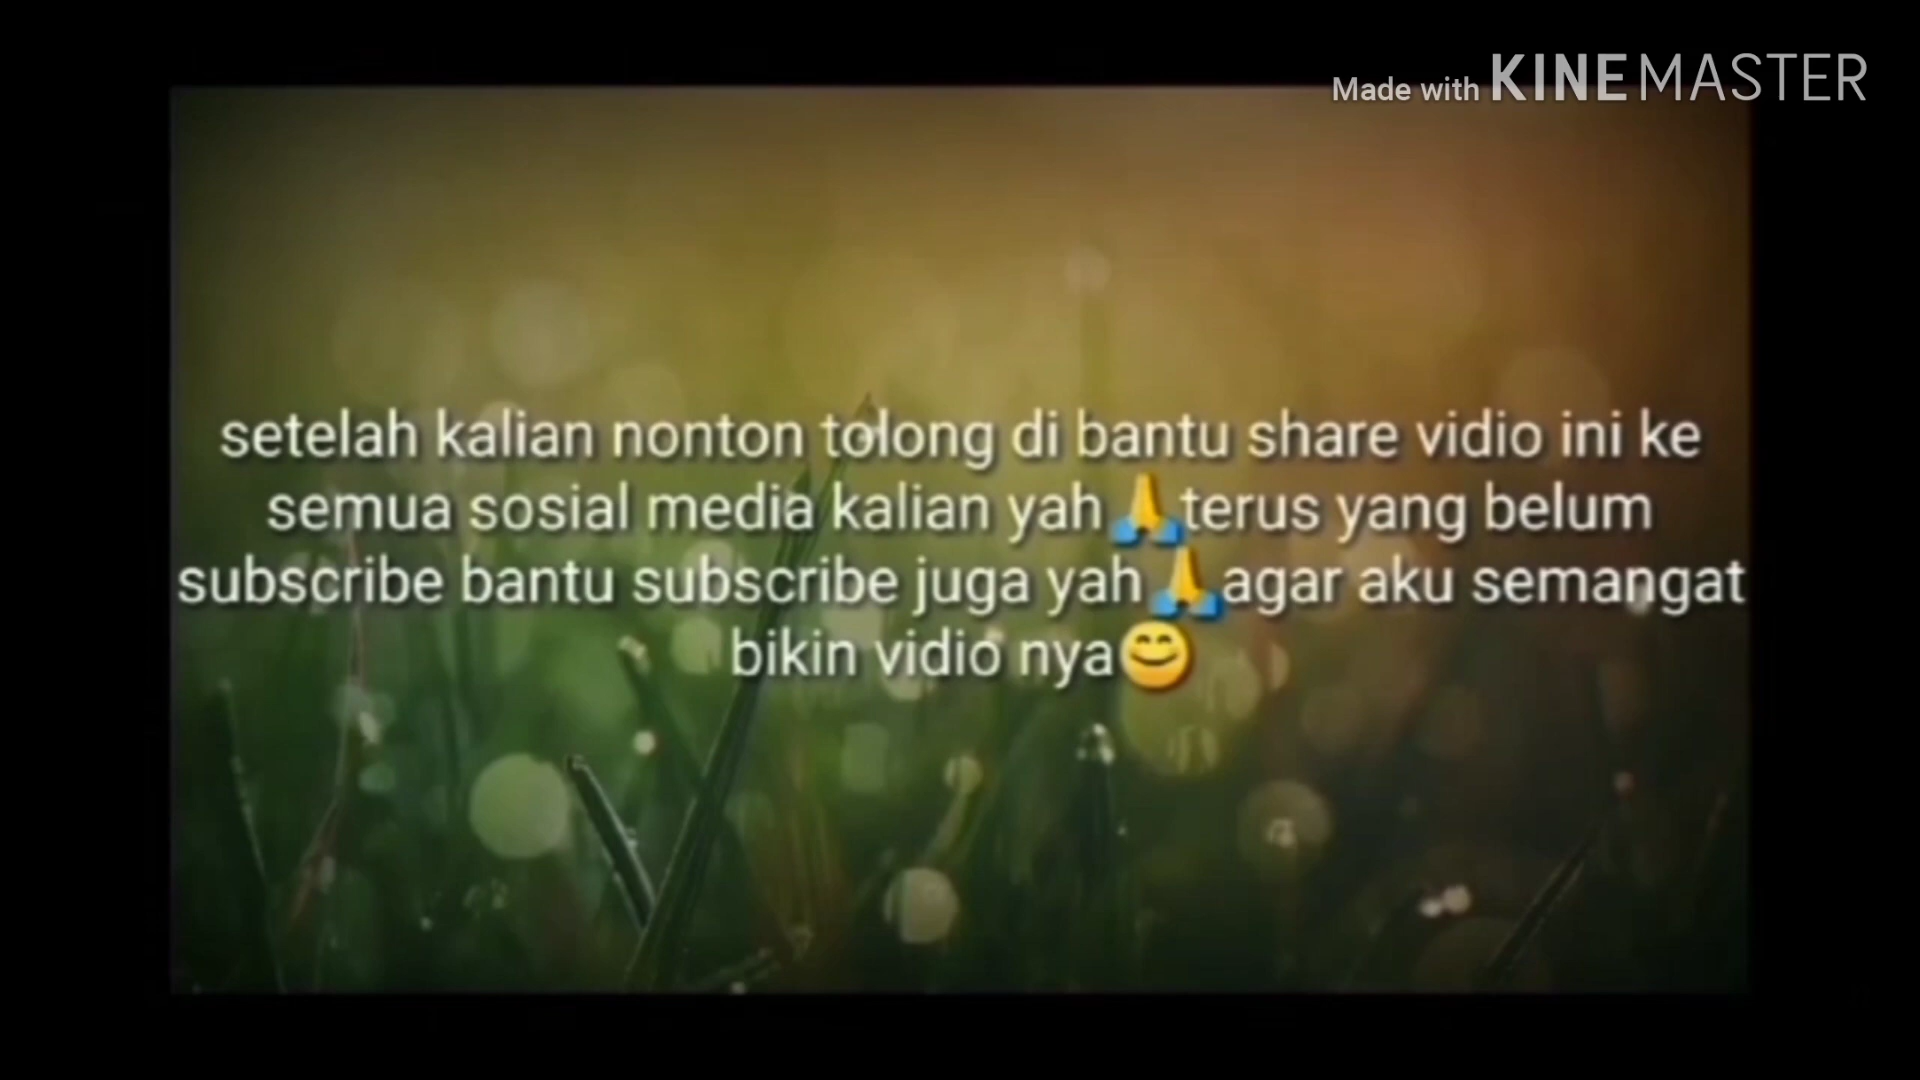 Made with KINEMASTER
setelah kalian nonton tolong di bantu share vidio ini ke
semua sosial media kalian yah🙏terus yang belum
subscribe bantu subscribe juga yah🙏agar aku semangat
bikin vidio nya😊